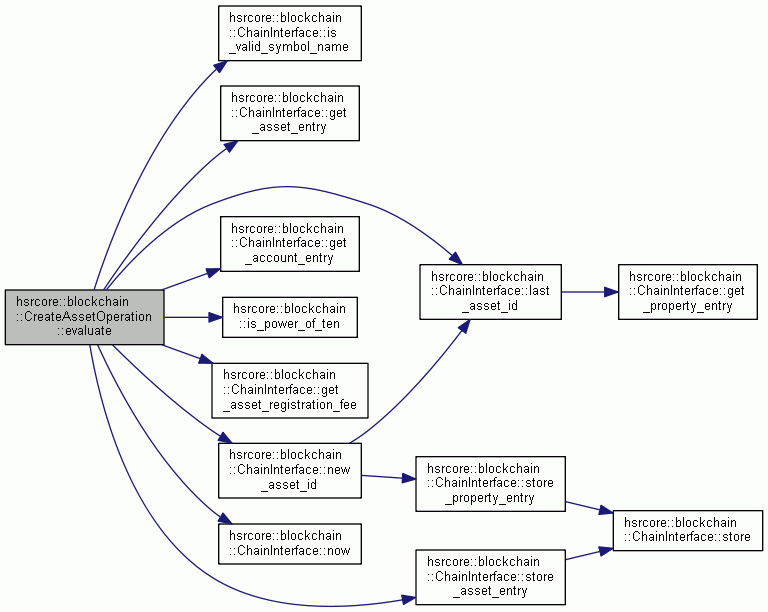 hsrcore::blockchain
::ChainInterface::is
_valid_symbol_name
hsrcore::blockchain
::ChainInterface::get
_asset_entry
hsrcore::blockchain
::ChainInterface::get
_account_entry
hsrcore::blockchain
::ChainInterface::last
_asset_id
hsrcore::blockchain
::ChainInterface::get
_property_entry
hsrcore::blockchain
::CreateAssetOperation
::evaluate
hsrcore::blockchain
::is_power_of_ten
hsrcore::blockchain
::ChainInterface::get
_asset_registration_fee
hsrcore::blockchain
::ChainInterface::new
_asset_id
hsrcore::blockchain
::ChainInterface::store
_property_entry
hsrcore::blockchain
::ChainInterface::store
hsrcore::blockchain
::ChainInterface::now
hsrcore::blockchain
::ChainInterface::store
_asset_entry